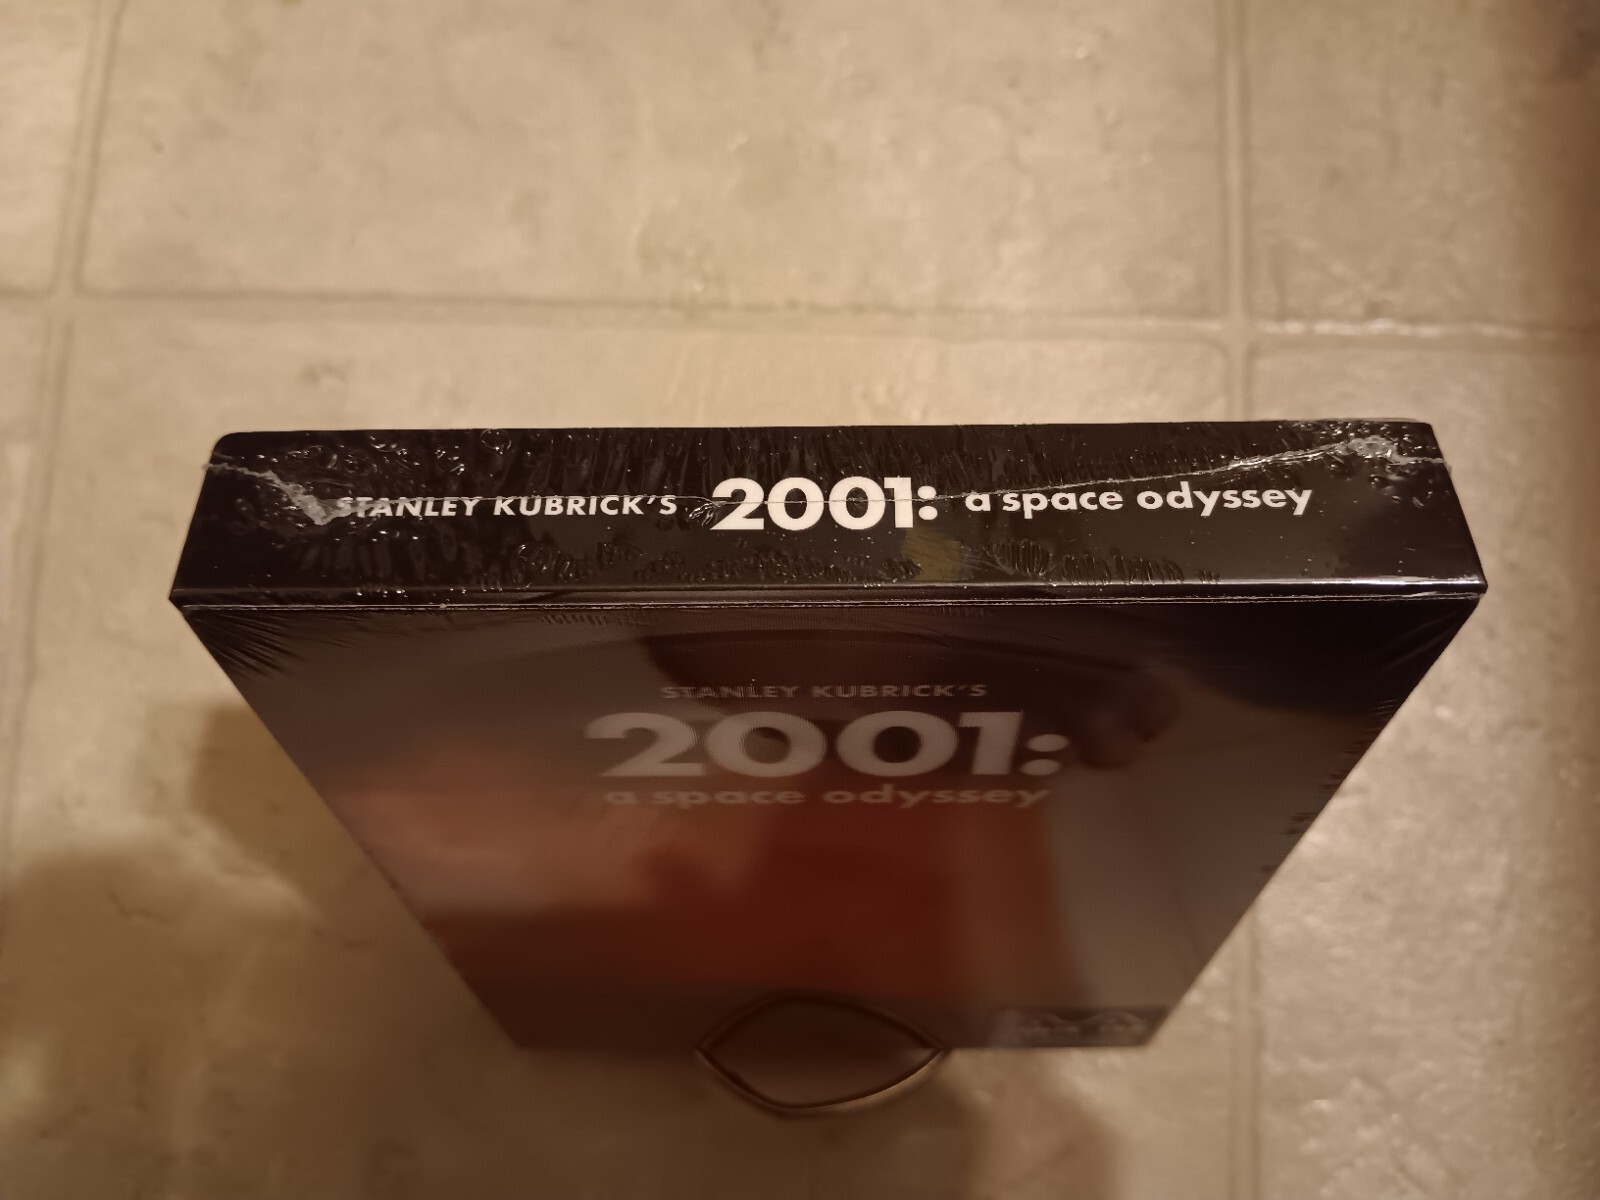 STANLEY KUBRICK'S 2001: a space odyssey
STANLEY KUBRICK'S
2001:
a space odyssey